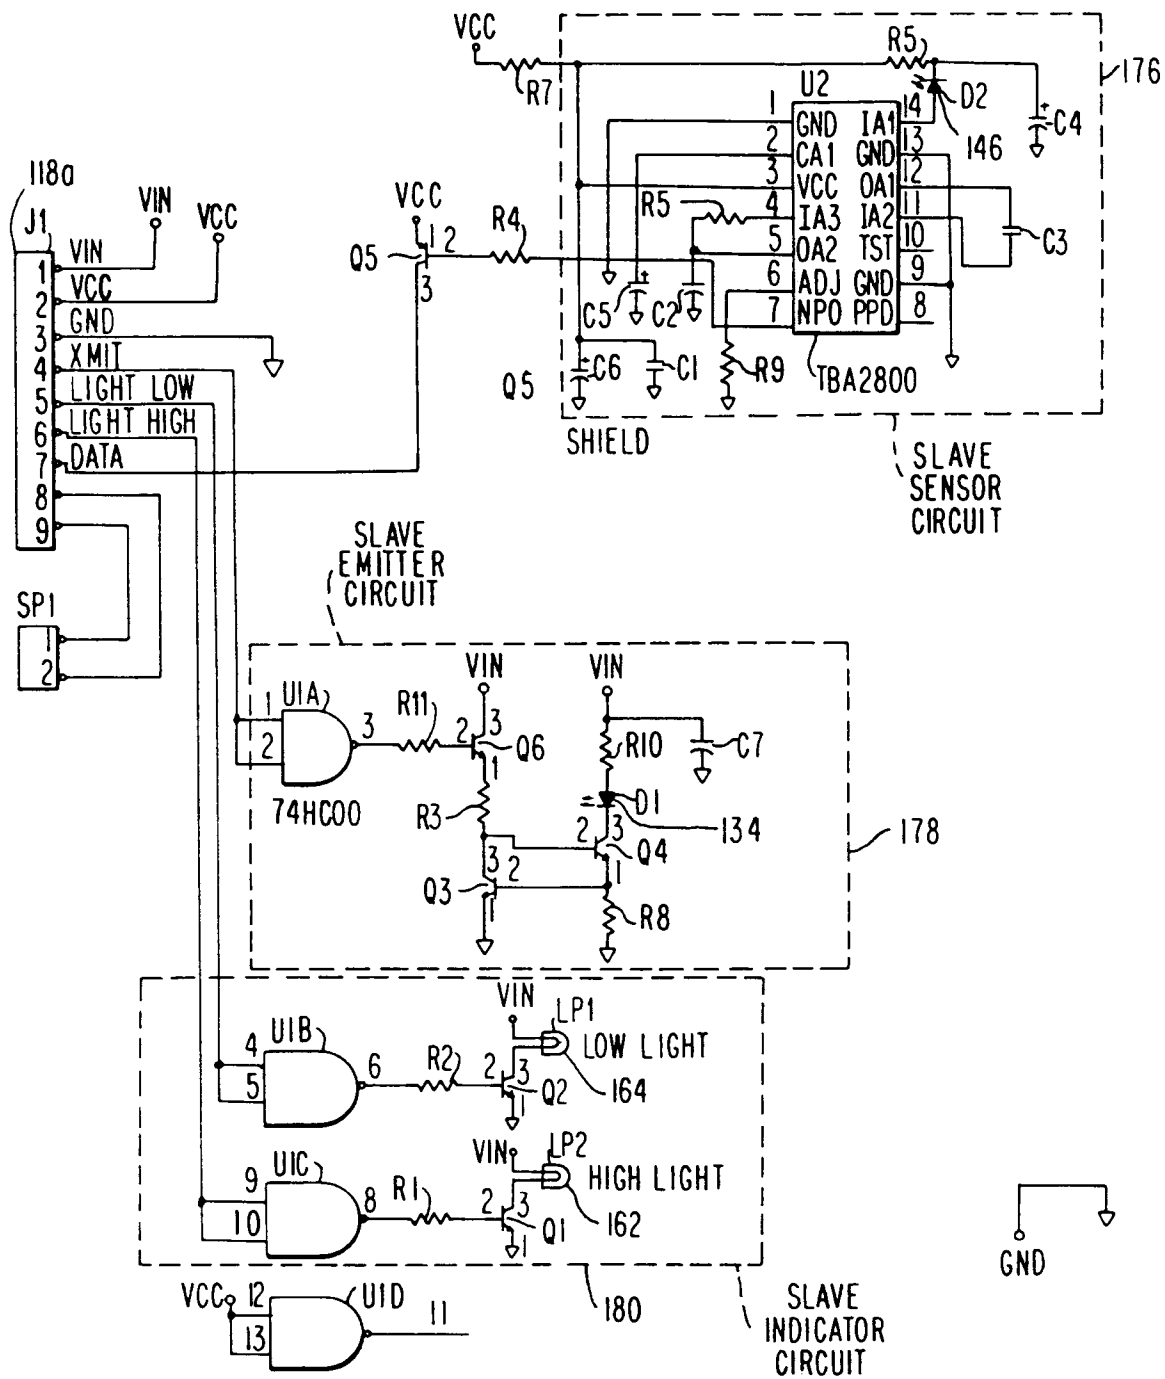 VCC
R7
R5
176
U2
D2
146
C4
1 GND IA1 14
2 CA1 GND 13
3 VCC OA1 12
4 IA3 IA2 11
5 OA2 TST 10
6 ADJ GND 9
7 NPO PPD 8
R5
C3
C5
C2
C6
C1
R9
TBA2800
Q5
SHIELD
SLAVE
SENSOR
CIRCUIT
118a
J1
VIN
VCC
1 VIN
2 VCC
3 GND
4 XMIT
5 LIGHT LOW
6 LIGHT HIGH
7 DATA
8
9
VCC
Q5
1 2
3
R4
SP1
1
2
SLAVE
EMITTER
CIRCUIT
U1A
1
2
3
74HC00
R11
VIN
2 3
1
Q6
R3
3
2
1
Q3
VIN
R10
C7
D1
134
2 3
1
Q4
R8
178
U1B
4
5
6
R2
VIN
LP1
LOW LIGHT
164
2 3
1
Q2
U1C
9
10
8
R1
VIN
LP2
HIGH LIGHT
162
2 3
1
Q1
180
VCC
12
13
U1D
11
SLAVE
INDICATOR
CIRCUIT
GND